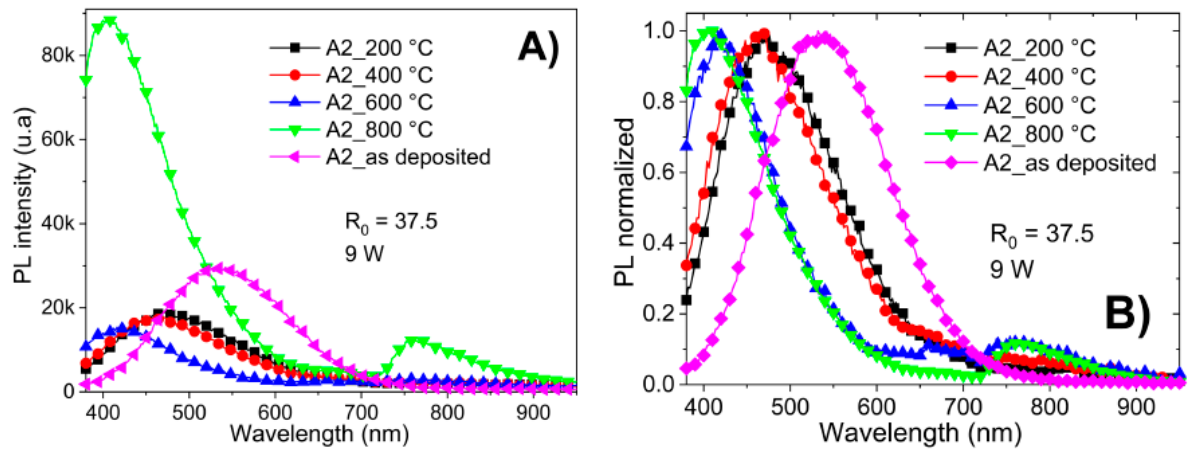 A)
PL intensity (u.a)
80k
60k
40k
20k
0
A2_200 °C
A2_400 °C
A2_600 °C
A2_800 °C
A2_as deposited
R₀ = 37.5
9 W
400 500 600 700 800 900
Wavelength (nm)
B)
PL normalized
1.0
0.8
0.6
0.4
0.2
0.0
A2_200 °C
A2_400 °C
A2_600 °C
A2_800 °C
A2_as deposited
R₀ = 37.5
9 W
400 500 600 700 800 900
Wavelength (nm)